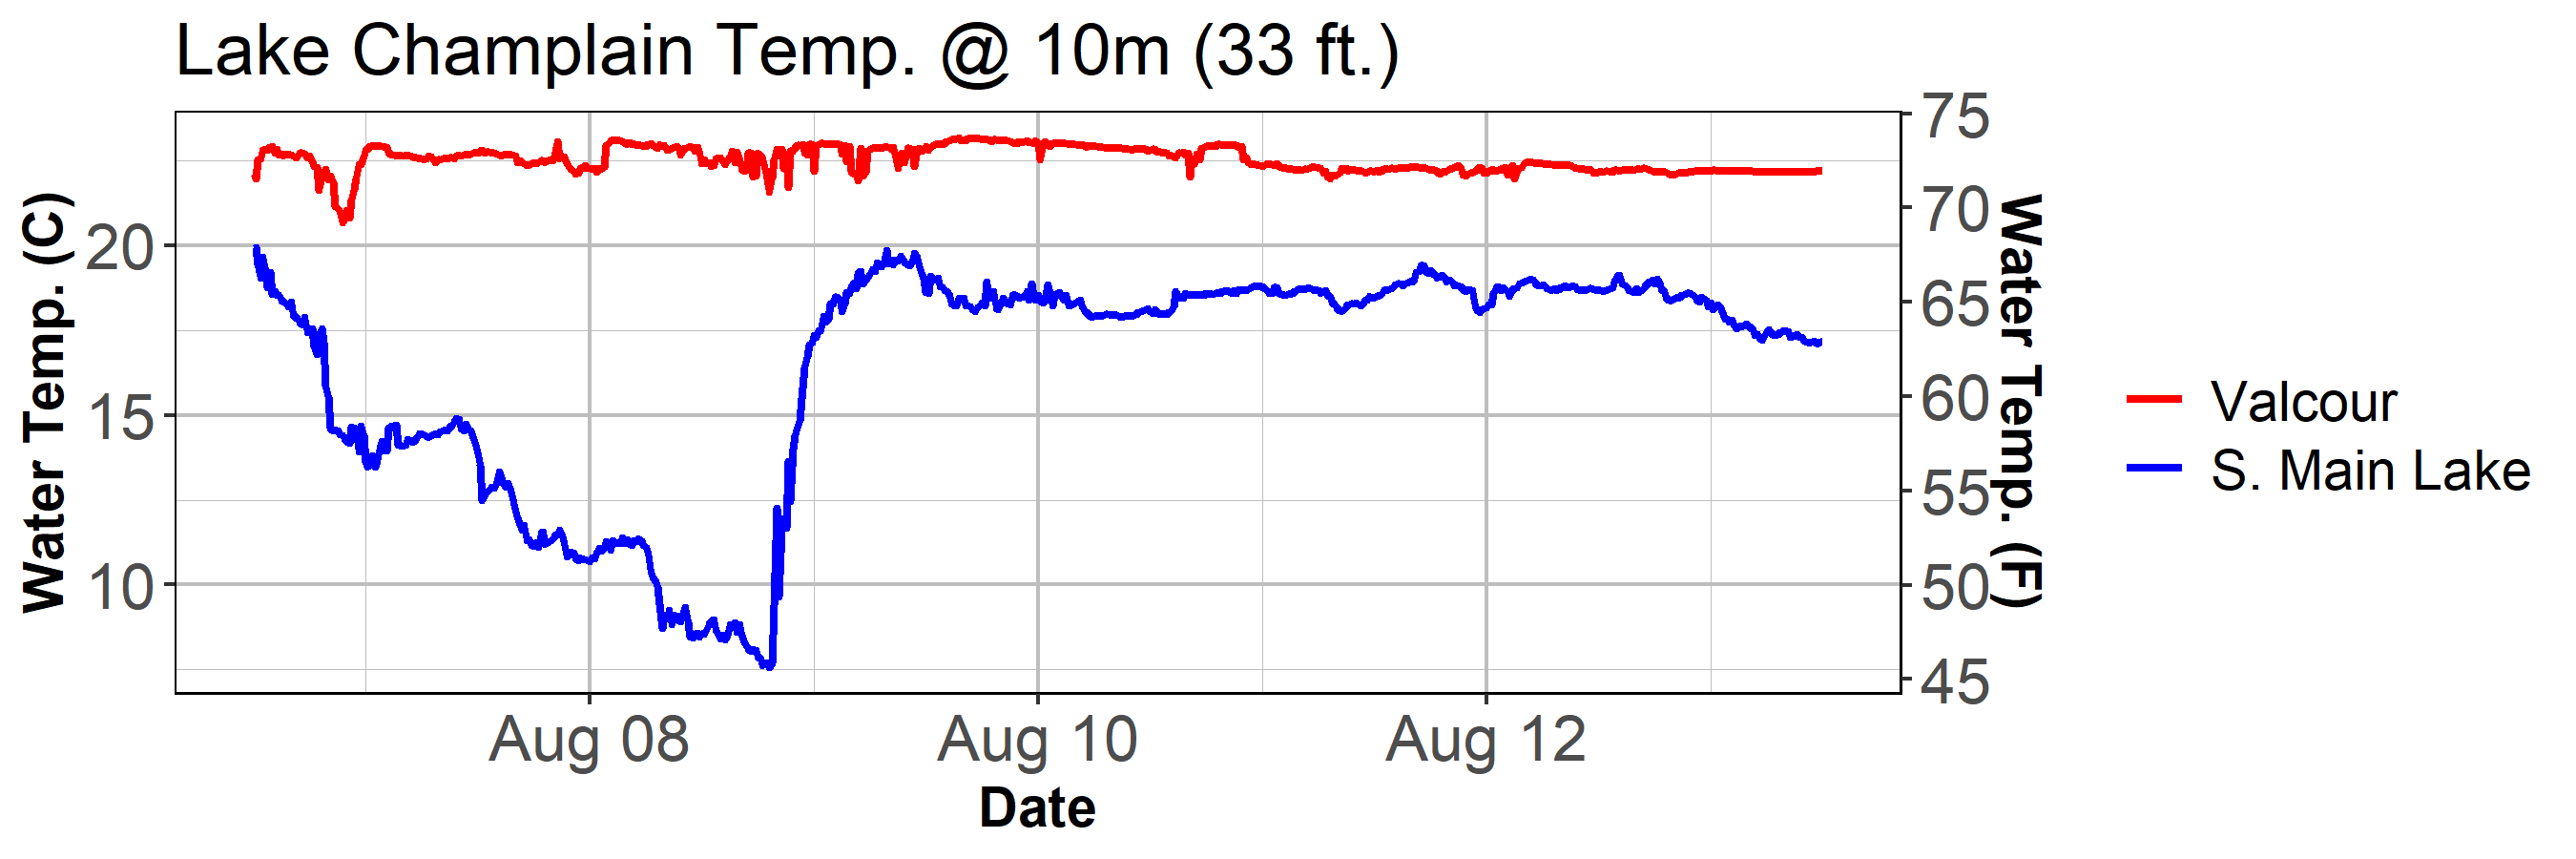 Lake Champlain Temp. @ 10m (33 ft.)
Water Temp. (C)
20
15
10
75
70
65
60
55
50
45
Water Temp. (F)
Aug 08
Aug 10
Aug 12
Date
Valcour
S. Main Lake